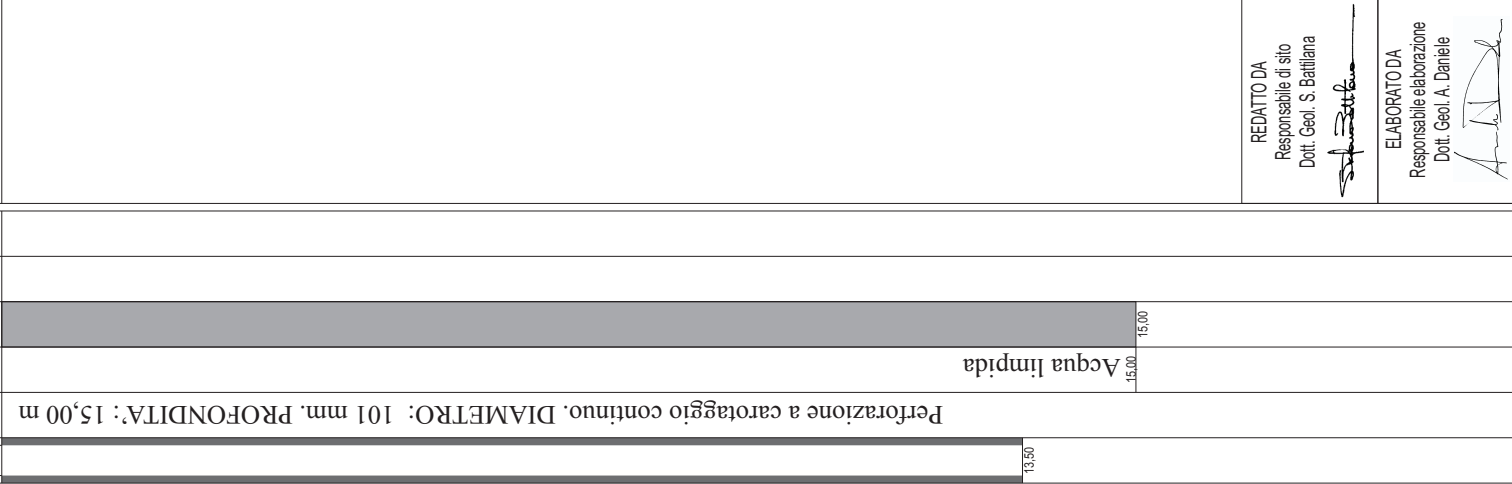 REDATTO DA
Responsabile di sito
Dott. Geol. S. Battilana
ELABORATO DA
Responsabile elaborazione
Dott. Geol. A. Daniele
15,00
Acqua limpida
15,00
Perforazione a carotaggio continuo. DIAMETRO: 101 mm. PROFONDITA': 15,00 m
13,50